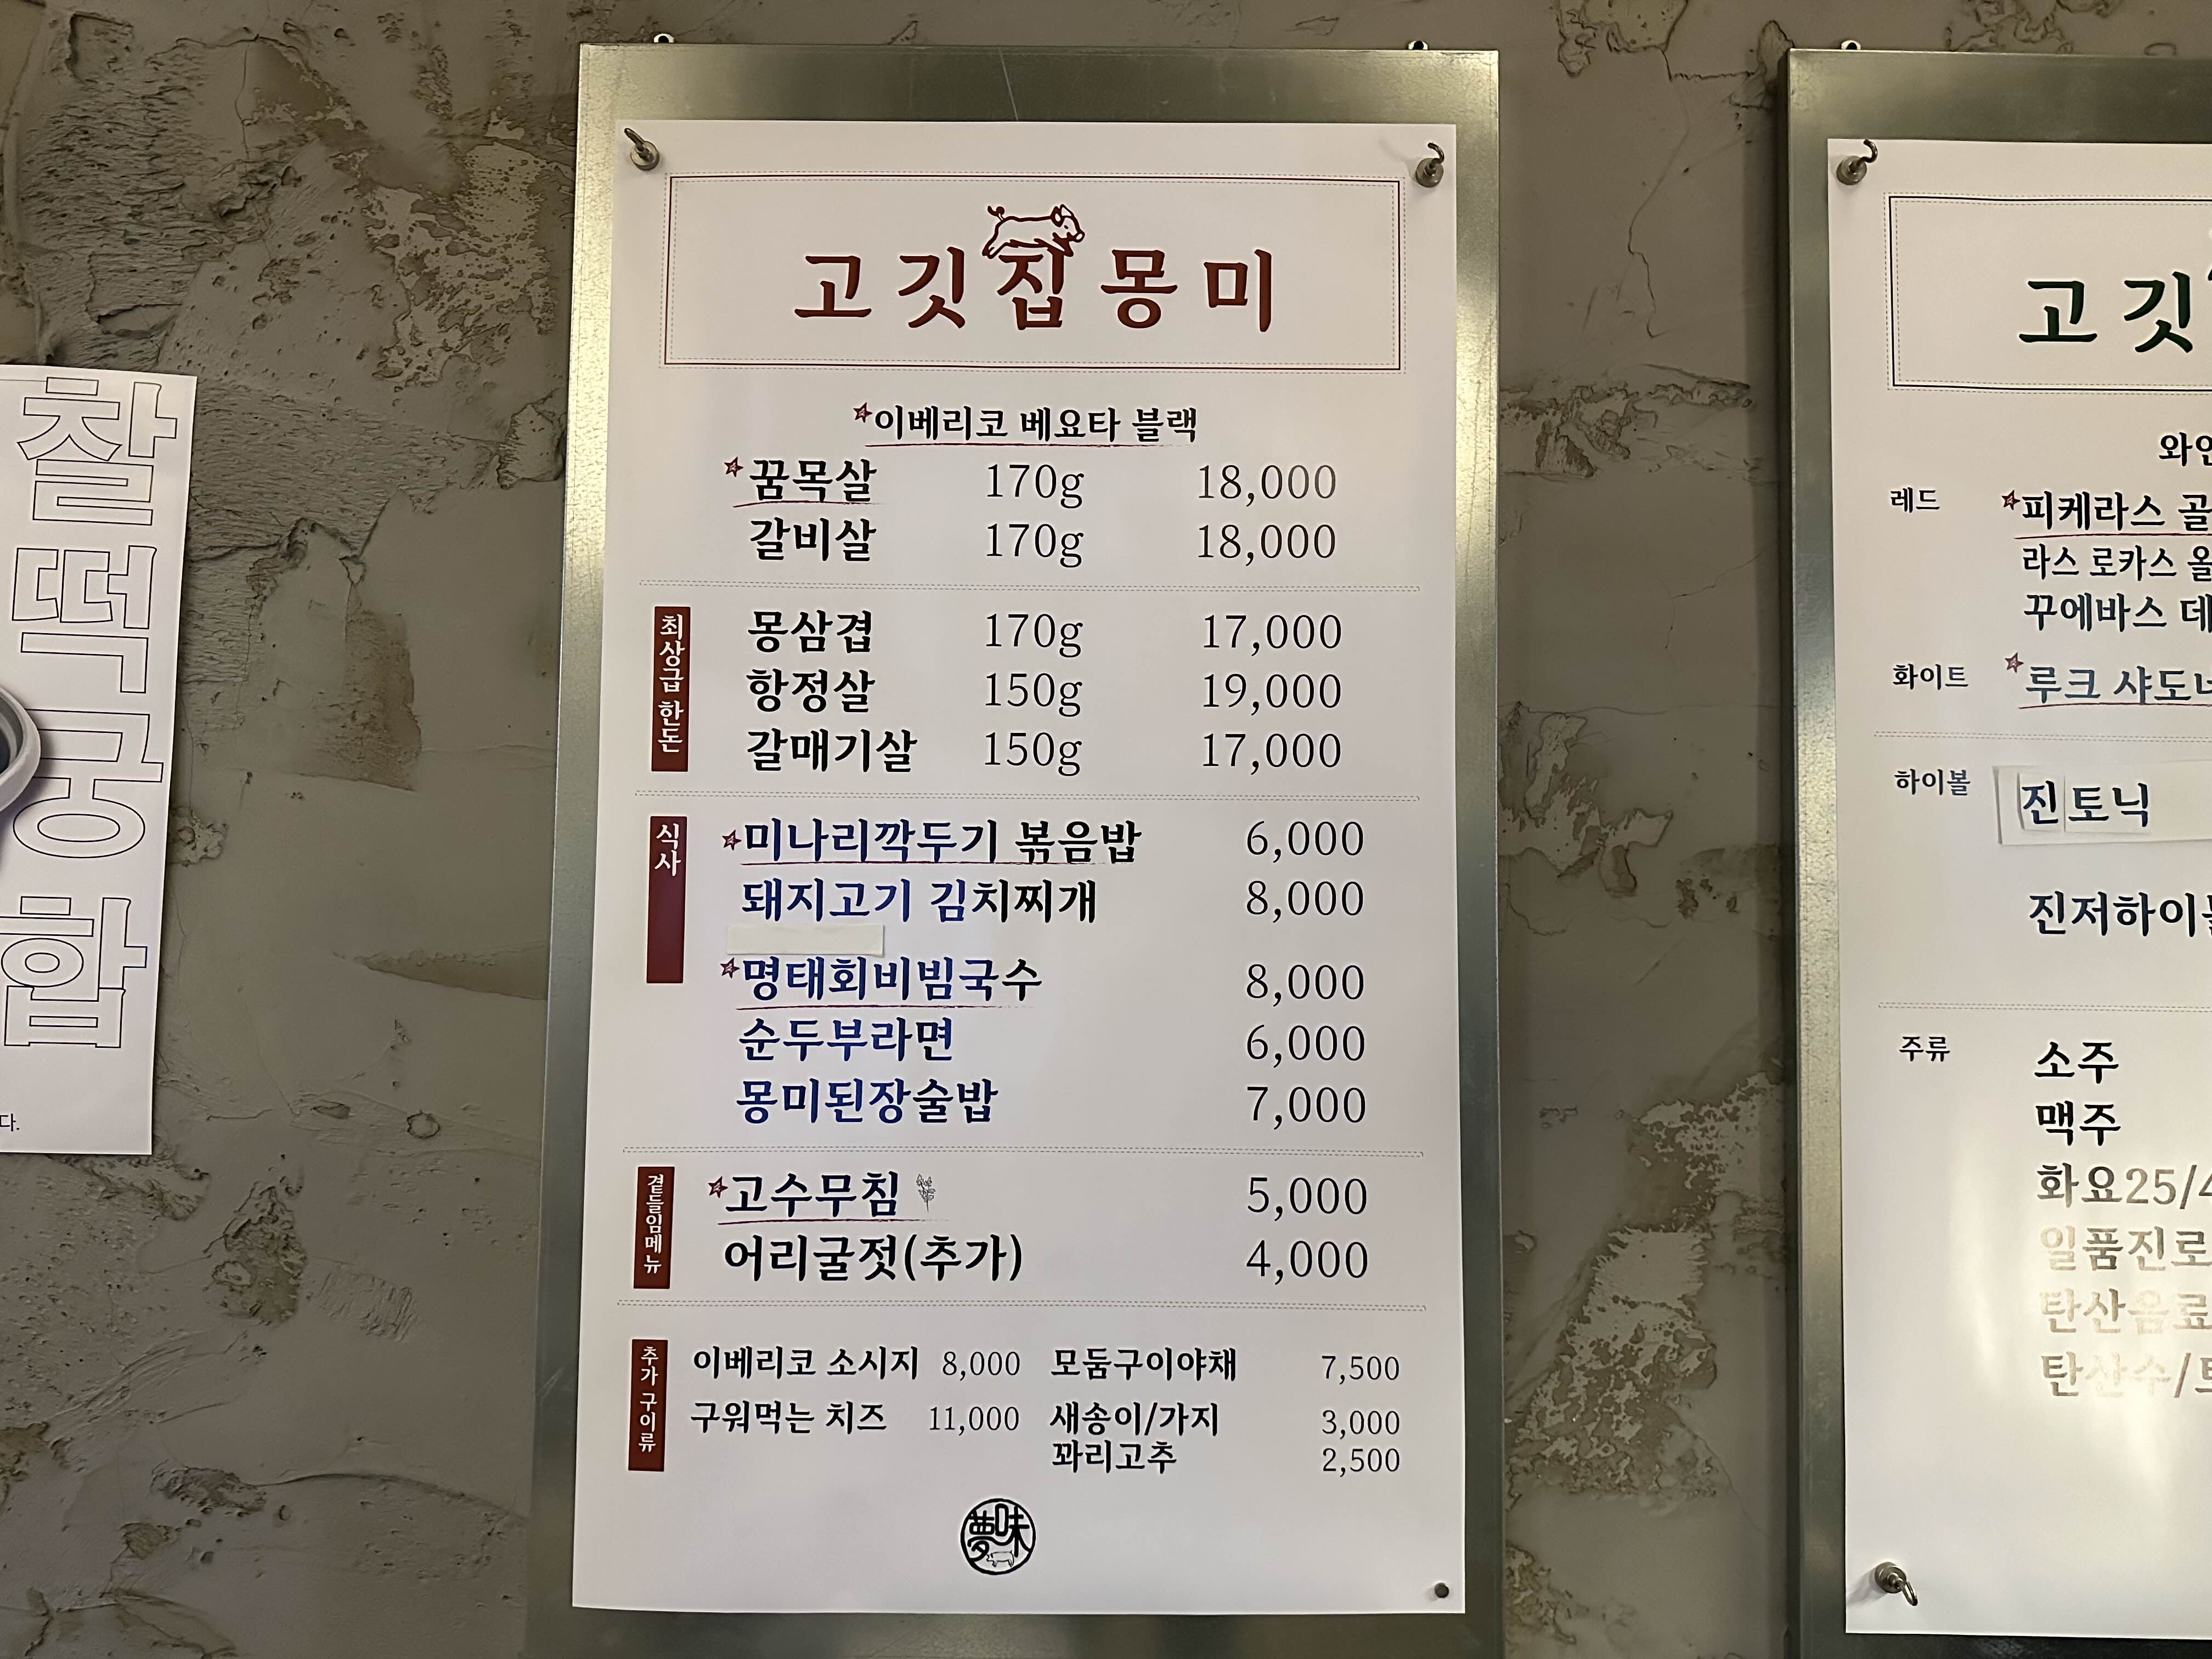 찰
떡
궁
합
다.
고깃집몽미
이베리코 베요타 블랙
꿈목살 170g 18,000
갈비살 170g 18,000
최상급 한돈
몽삼겹 170g 17,000
항정살 150g 19,000
갈매기살 150g 17,000
식사
미나리깍두기 볶음밥 6,000
돼지고기 김치찌개 8,000
명태회비빔국수 8,000
순두부라면 6,000
몽미된장술밥 7,000
곁들임메뉴
고수무침 5,000
어리굴젓(추가) 4,000
추가 구이류
이베리코 소시지 8,000 모둠구이야채 7,500
구워먹는 치즈 11,000 새송이/가지 3,000
꽈리고추 2,500
夢味
고깃
와인
레드 피케라스 골
라스 로카스 올
꾸에바스 데
화이트 루크 샤도네
하이볼 진토닉
진저하이볼
주류 소주
맥주
화요25/4
일품진로
탄산음료
탄산수/토